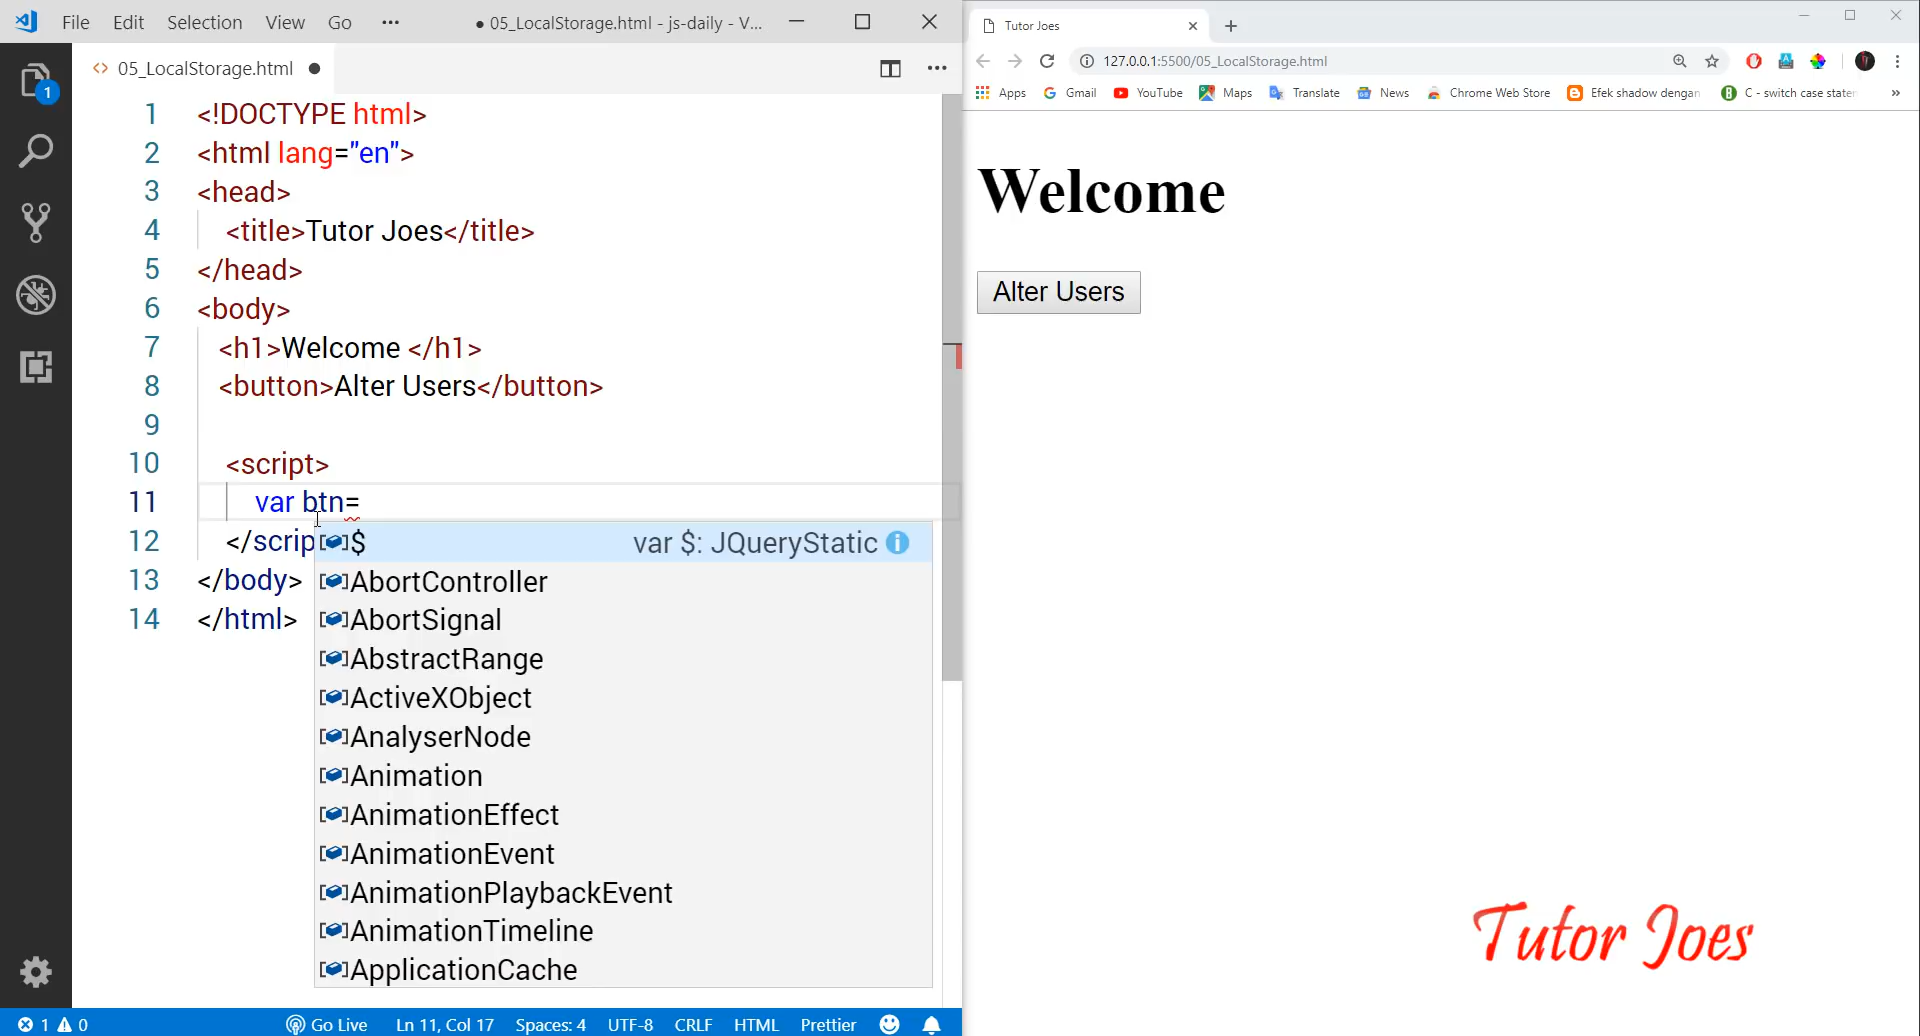 File Edit Selection View Go ••• ● 05_LocalStorage.html - js-daily - V...
<> 05_LocalStorage.html ●
1 <!DOCTYPE html>
2 <html lang="en">
3 <head>
4 <title>Tutor Joes</title>
5 </head>
6 <body>
7 <h1>Welcome </h1>
8 <button>Alter Users</button>
9
10 <script>
11 var btn=
12 </scrip
13 </body>
14 </html>
$ var $: JQueryStatic
AbortController
AbortSignal
AbstractRange
ActiveXObject
AnalyserNode
Animation
AnimationEffect
AnimationEvent
AnimationPlaybackEvent
AnimationTimeline
ApplicationCache
1
1 0 Go Live Ln 11, Col 17 Spaces: 4 UTF-8 CRLF HTML Prettier
Tutor Joes
127.0.0.1:5500/05_LocalStorage.html
Apps Gmail YouTube Maps Translate News Chrome Web Store Efek shadow dengan C - switch case stater »
Welcome
Alter Users
Tutor Joes